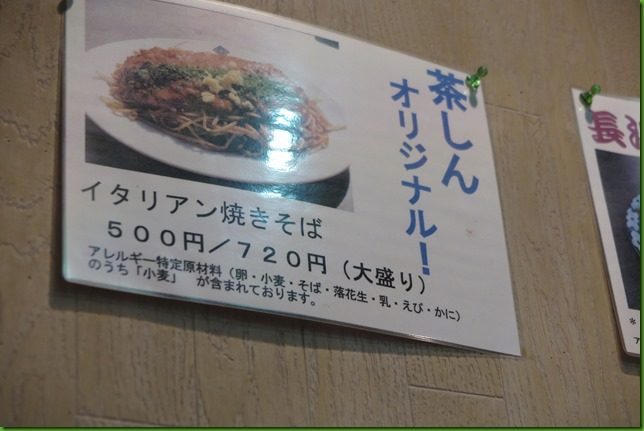 茶しん
オリジナル!
イタリアン焼きそば
500円/720円(大盛り)
アレルギー特定原材料(卵・小麦・そば・落花生・乳・えび・かに)
のうち「小麦」 が含まれております。
長